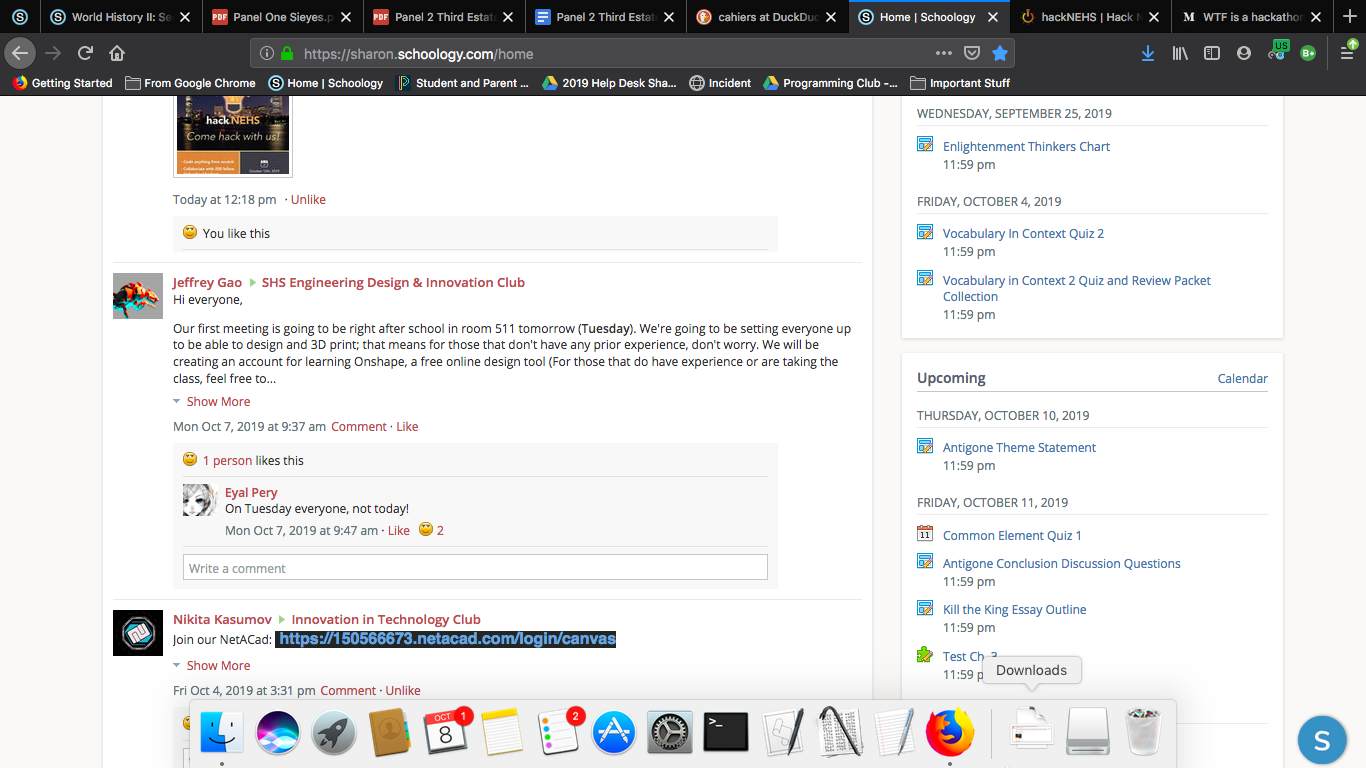 World History II: Se
Panel One Sieyes.p
Panel 2 Third Estat
Panel 2 Third Estat
cahiers at DuckDuc
Home | Schoology
hackNEHS | Hack N
WTF is a hackathon
https://sharon.schoology.com/home
US
B+
Getting Started
From Google Chrome
Home | Schoology
Student and Parent ...
2019 Help Desk Sha...
Incident
Programming Club -...
Important Stuff
hack.NEHS
Come hack with us!
Today at 12:18 pm · Unlike
You like this
Jeffrey Gao SHS Engineering Design & Innovation Club
Hi everyone,
Our first meeting is going to be right after school in room 511 tomorrow (Tuesday). We're going to be setting everyone up
to be able to design and 3D print; that means for those that don't have any prior experience, don't worry. We will be
creating an account for learning Onshape, a free online design tool (For those that do have experience or are taking the
class, feel free to...
Show More
Mon Oct 7, 2019 at 9:37 am Comment · Like
1 person likes this
Eyal Pery
On Tuesday everyone, not today!
Mon Oct 7, 2019 at 9:47 am · Like 2
Write a comment
Nikita Kasumov Innovation in Technology Club
Join our NetACad: https://150566673.netacad.com/login/canvas
Show More
Fri Oct 4, 2019 at 3:31 pm Comment · Unlike
WEDNESDAY, SEPTEMBER 25, 2019
Enlightenment Thinkers Chart
11:59 pm
FRIDAY, OCTOBER 4, 2019
Vocabulary In Context Quiz 2
11:59 pm
Vocabulary in Context 2 Quiz and Review Packet
Collection
11:59 pm
Upcoming Calendar
THURSDAY, OCTOBER 10, 2019
Antigone Theme Statement
11:59 pm
FRIDAY, OCTOBER 11, 2019
11 Common Element Quiz 1
Antigone Conclusion Discussion Questions
11:59 pm
Kill the King Essay Outline
11:59 pm
Test Ch. 3
11:59 p
Downloads
OCT
8
1
2
S